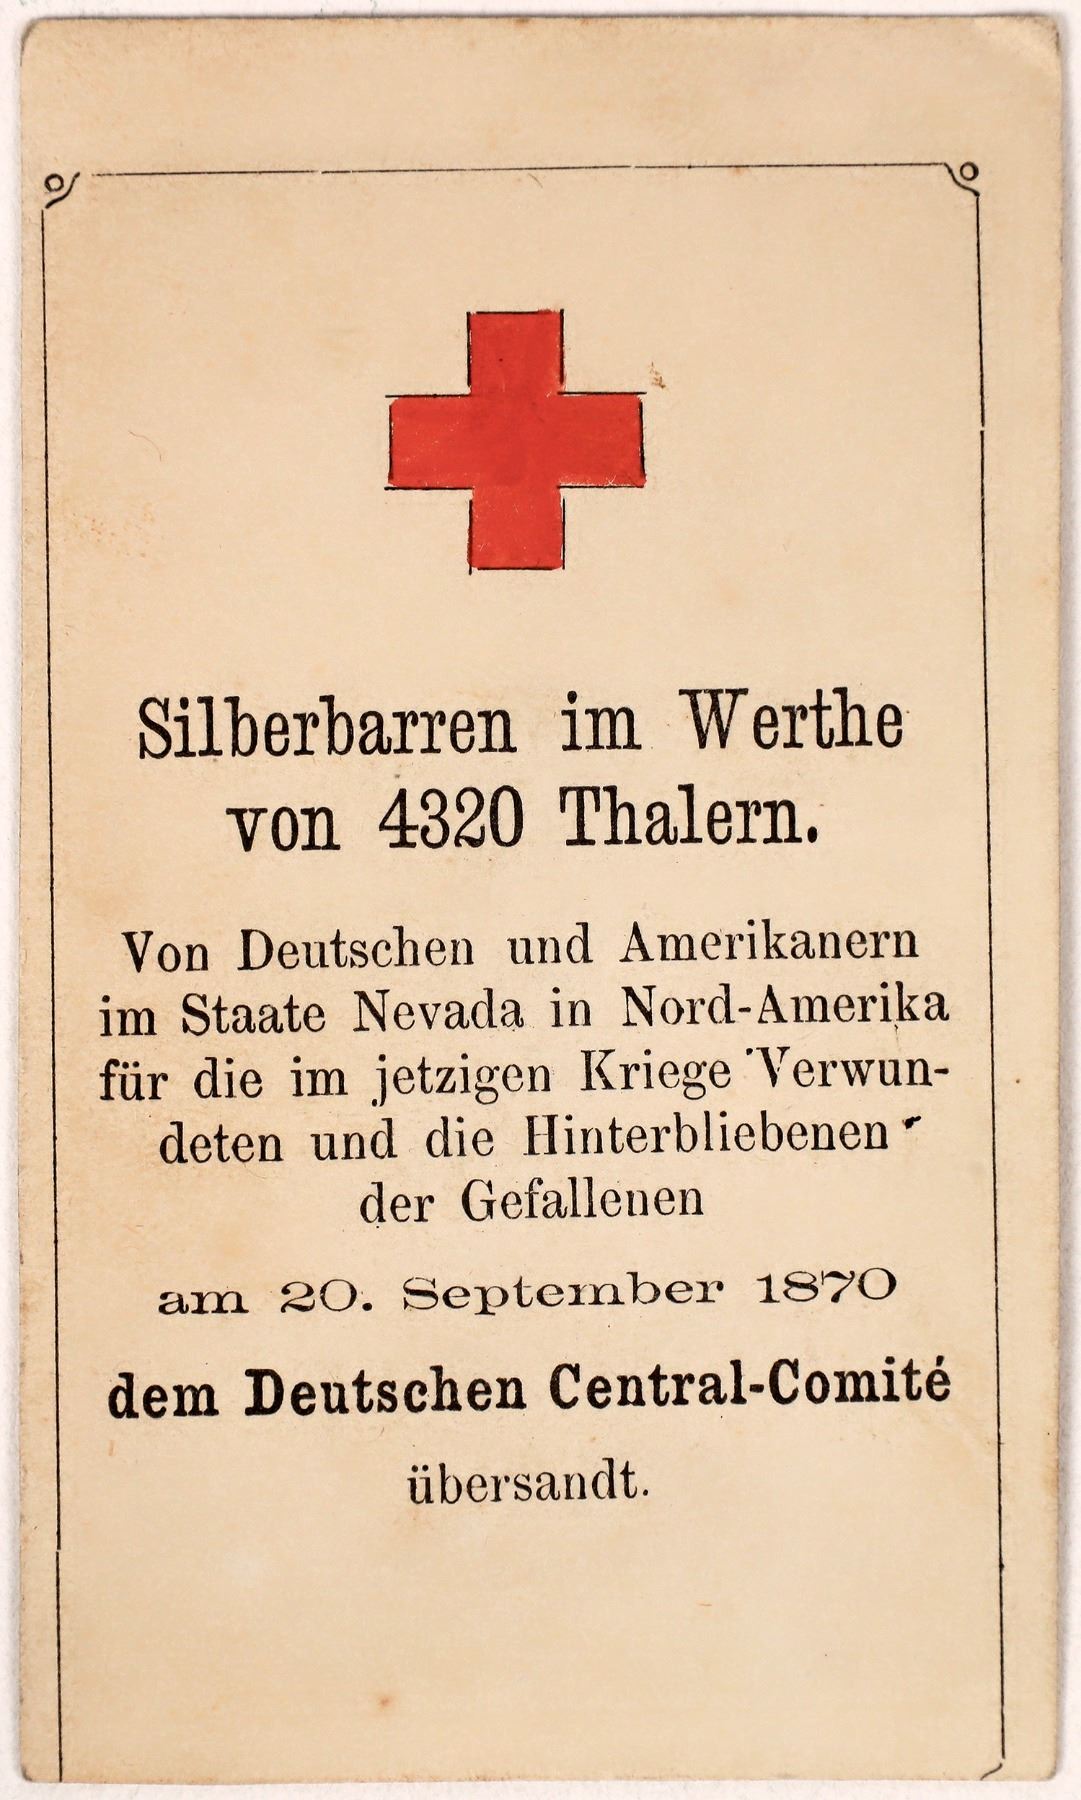 Silberbarren im Werthe
von 4320 Thalern.
Von Deutschen und Amerikanern
im Staate Nevada in Nord-Amerika
für die im jetzigen Kriege Verwun-
deten und die Hinterbliebenen
der Gefallenen
am 20. September 1870
dem Deutschen Central-Comité
übersandt.